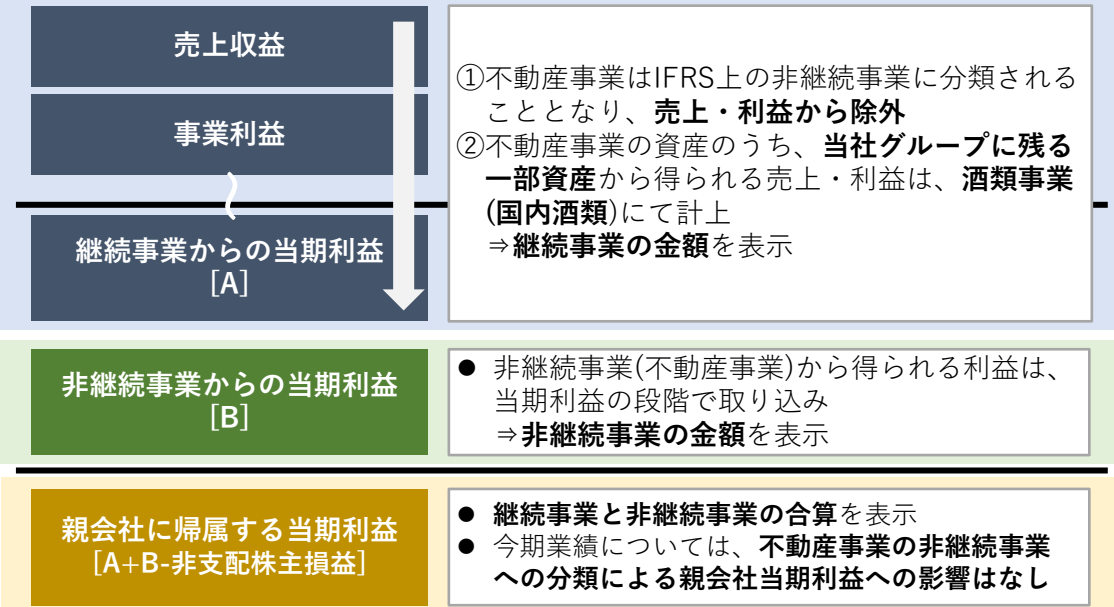 売上収益
事業利益
継続事業からの当期利益
[A]
①不動産事業はIFRS上の非継続事業に分類される
こととなり、売上・利益から除外
②不動産事業の資産のうち、当社グループに残る
一部資産から得られる売上・利益は、酒類事業
(国内酒類)にて計上
⇒継続事業の金額を表示
非継続事業からの当期利益
[B]
● 非継続事業(不動産事業)から得られる利益は、
当期利益の段階で取り込み
⇒非継続事業の金額を表示
親会社に帰属する当期利益
[A+B-非支配株主損益]
● 継続事業と非継続事業の合算を表示
● 今期業績については、不動産事業の非継続事業
への分類による親会社当期利益への影響はなし